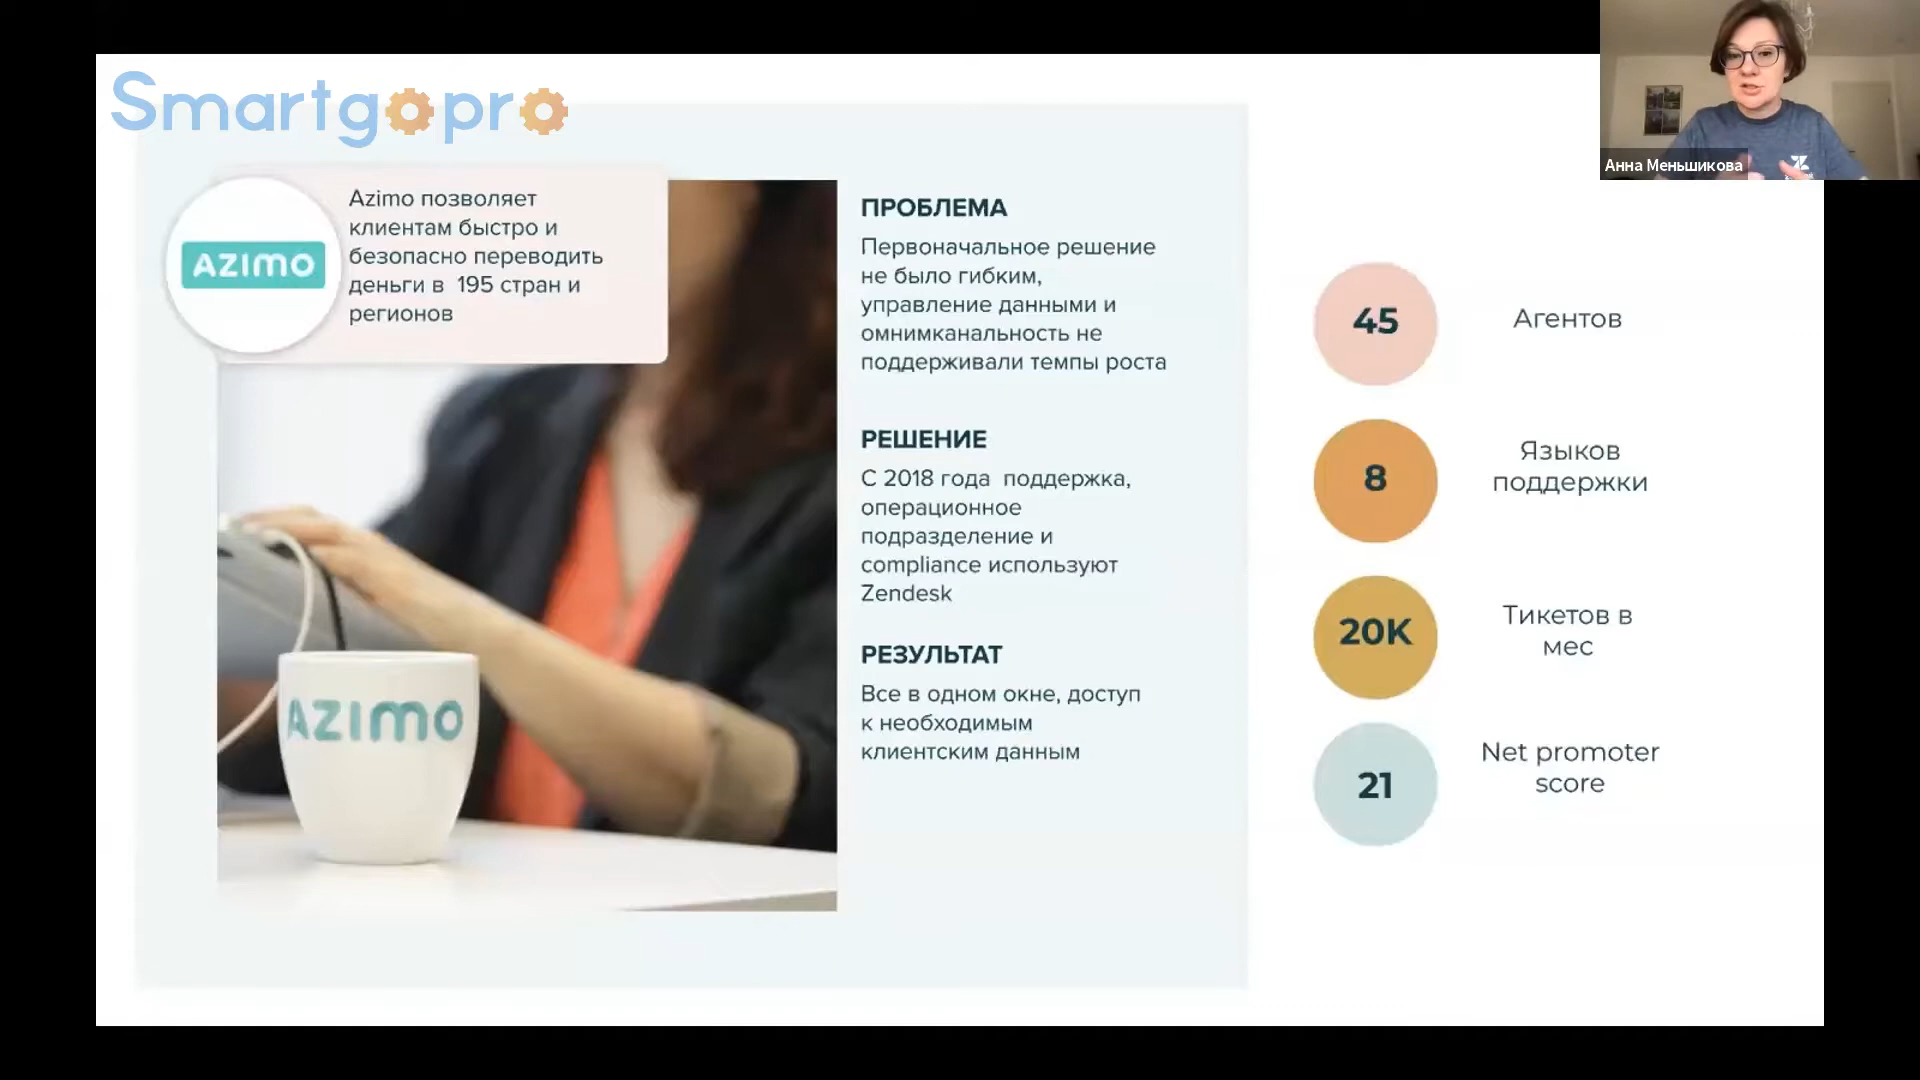 Smartgopro
AZIMO
Azimo позволяет
клиентам быстро и
безопасно переводить
деньги в 195 стран и
регионов
AZIMO
ПРОБЛЕМА
Первоначальное решение
не было гибким,
управление данными и
омнимканальность не
поддерживали темпы роста
РЕШЕНИЕ
С 2018 года поддержка,
операционное
подразделение и
compliance используют
Zendesk
РЕЗУЛЬТАТ
Все в одном окне, доступ
к необходимым
клиентским данным
45
Агентов
8
Языков
поддержки
20K
Тикетов в
мес
21
Net promoter
score
Анна Меньшикова